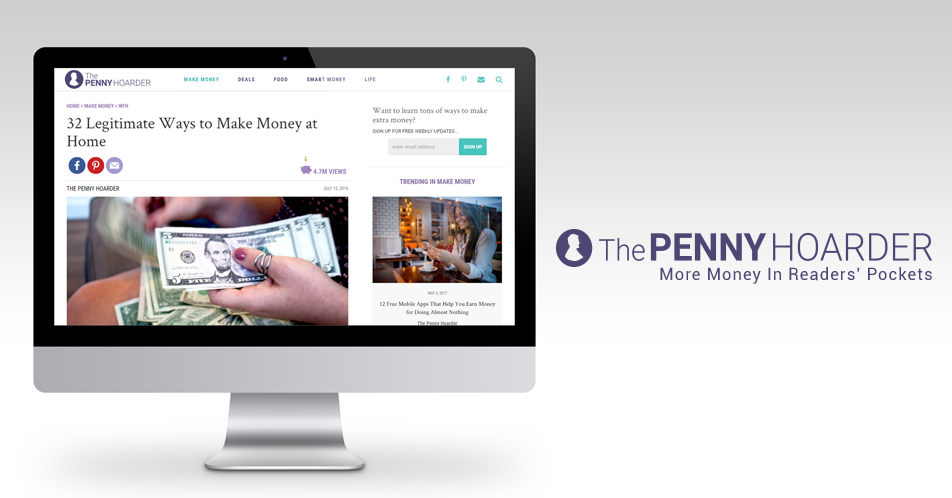 The
PENNY HOARDER
MAKE MONEY
DEALS
FOOD
SMART MONEY
LIFE
HOME > MAKE MONEY > WFH
32 Legitimate Ways to Make Money at
Home
4.7M VIEWS
THE PENNY HOARDER
JULY 13, 2016
Want to learn tons of ways to make
extra money?
SIGN UP FOR FREE WEEKLY UPDATES...
enter email address
SIGN UP
TRENDING IN MAKE MONEY
MAY 5, 2017
12 Free Mobile Apps That Help You Earn Money
for Doing Almost Nothing
The Penny Hoarder
The PENNY HOARDER
More Money In Readers' Pockets